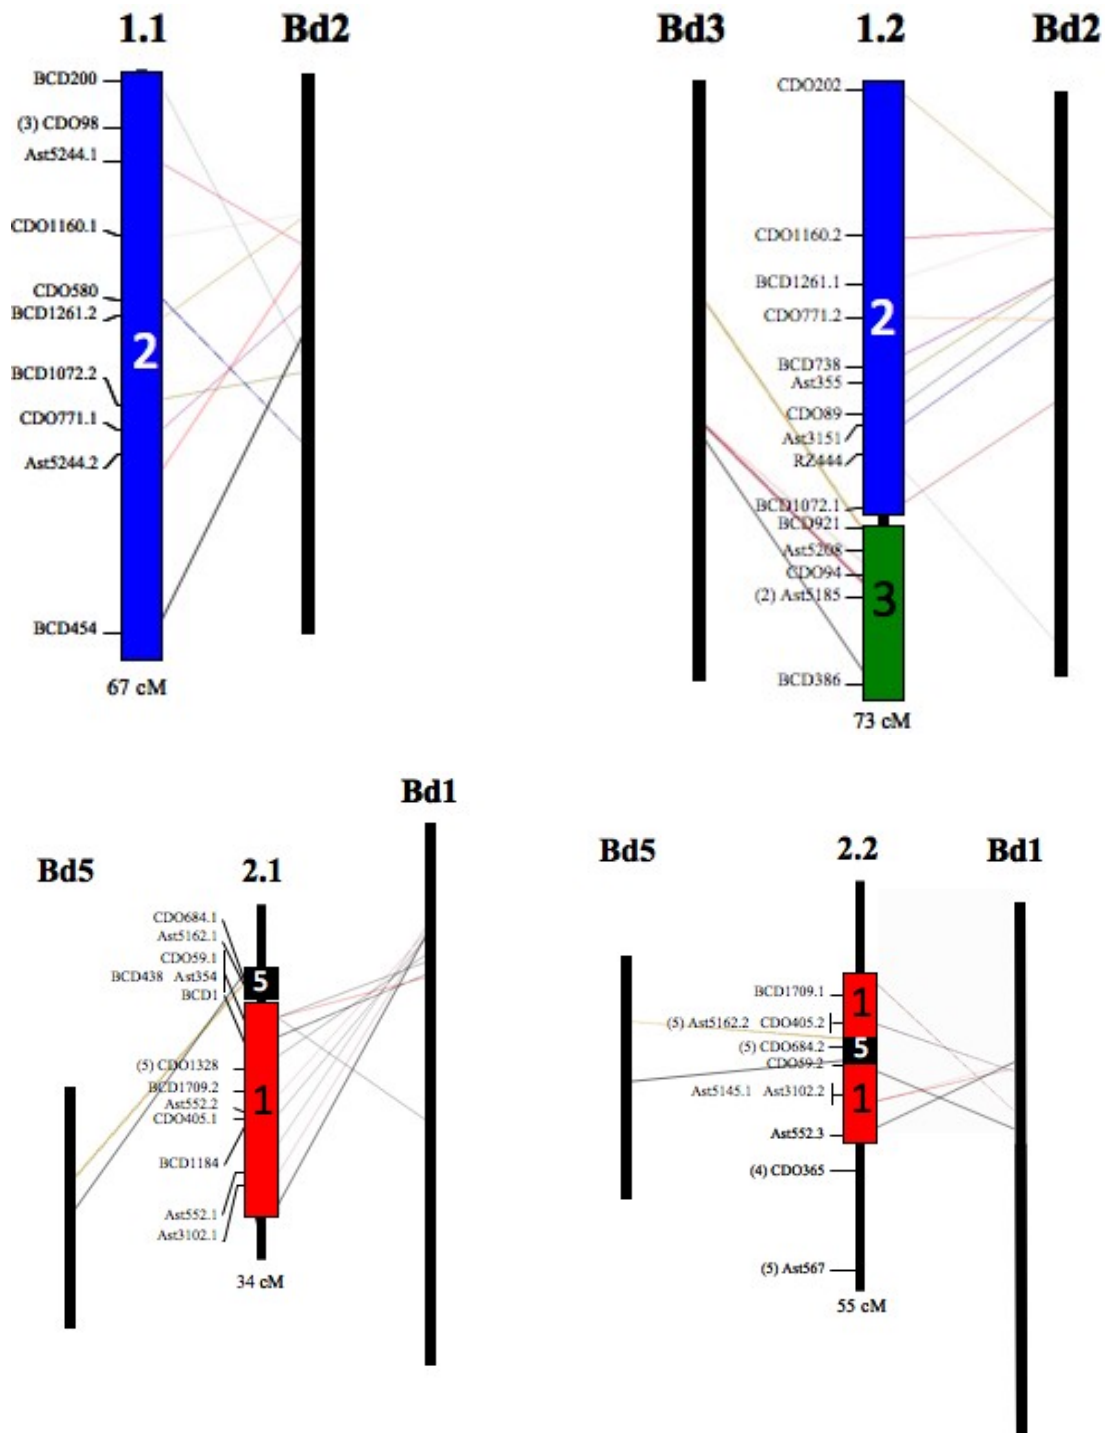 1.1 Bd2
BCD200
(3) CDO98
Ast5244.1
CDO1160.1
CDO580
BCD1261.2
2
BCD1072.2
CDO771.1
Ast5244.2
BCD454
67 cM
Bd3 1.2 Bd2
CDO202
CDO1160.2
BCD1261.1
CDO771.2
2
BCD738
Ast355
CDO89
Ast3151
RZ444
BCD1072.1
BCD921
Ast5208
CDO94
(2) Ast5185
3
BCD386
73 cM
Bd5 2.1 Bd1
CDO684.1
Ast5162.1
CDO59.1
BCD438 Ast354
BCD1
5
(5) CDO1328
BCD1709.2
Ast552.2
CDO405.1
1
BCD1184
Ast552.1
Ast3102.1
34 cM
Bd5 2.2 Bd1
BCD1709.1
1
(5) Ast5162.2 CDO405.2
(5) CDO684.2
5
CDO59.2
Ast5145.1 Ast3102.2
1
Ast552.3
(4) CDO365
(5) Ast567
55 cM